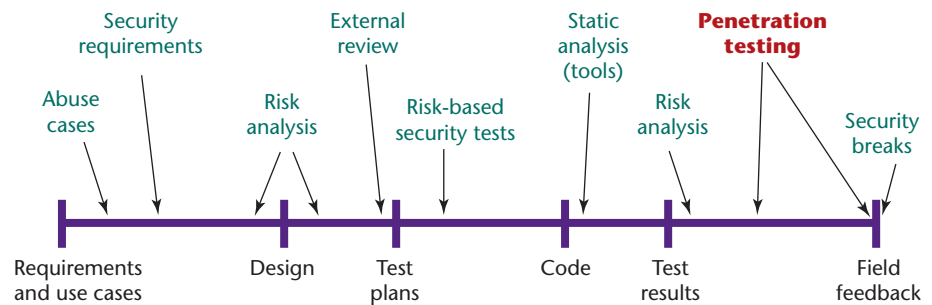 Security
requirements
External
review
Static
analysis
(tools)
Penetration
testing
Abuse
cases
Risk
analysis
Risk-based
security tests
Risk
analysis
Security
breaks
Requirements
and use cases
Design
Test
plans
Code
Test
results
Field
feedback